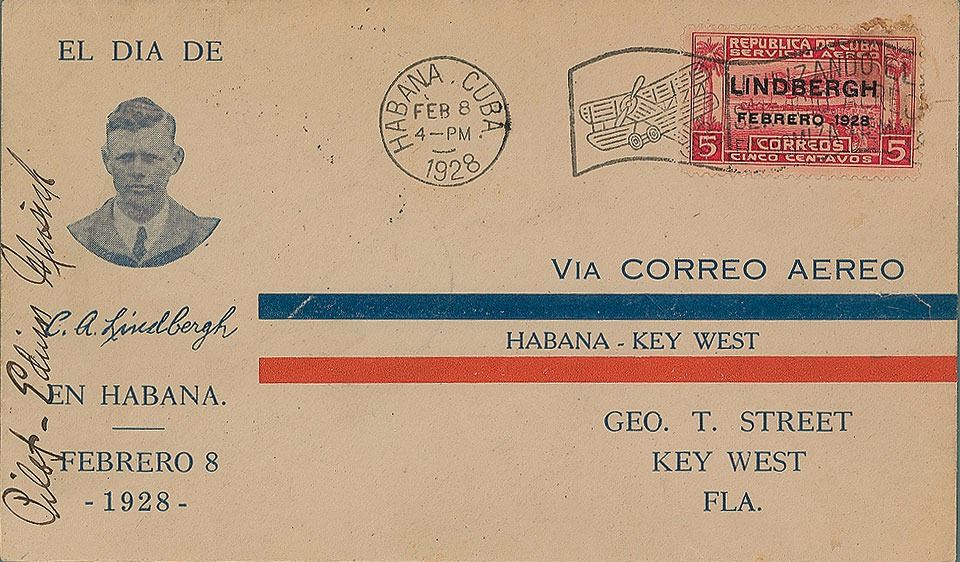 EL DIA DE
C. A. Lindbergh
EN HABANA.
FEBRERO 8
- 1928 -
Pilot - Edwin
HABANA. CUBA
FEB 8
4-PM
1928
REPUBLICA DE CUBA
SERVICIO AEREO
LINDBERGH
FEBRERO 1928
5 CORREOS 5
CINCO CENTAVOS
VIA CORREO AEREO
HABANA - KEY WEST
GEO. T. STREET
KEY WEST
FLA.